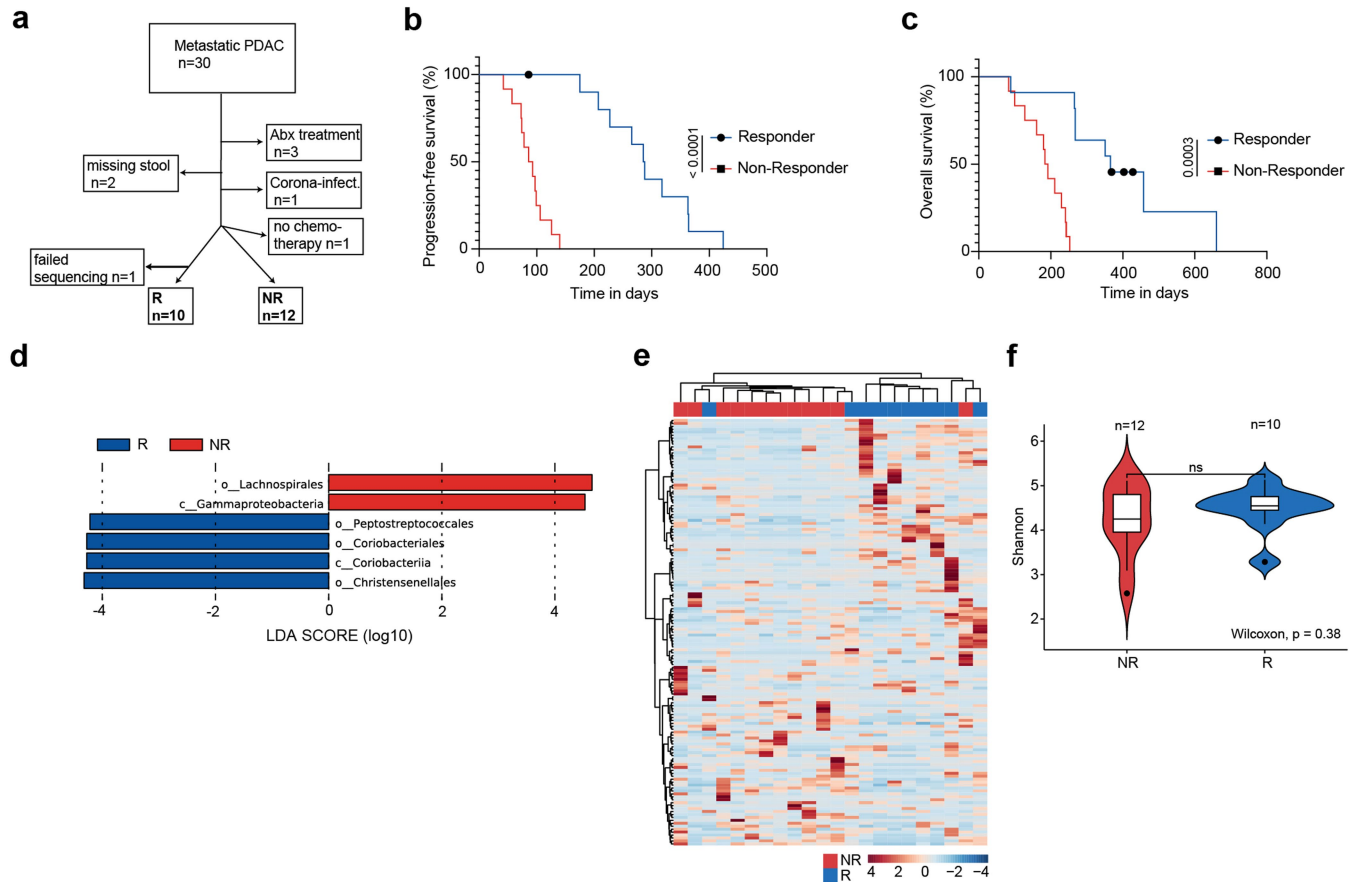 a
Metastatic PDAC
n=30
Abx treatment
n=3
missing stool
n=2
Corona-infect.
n=1
no chemo-
therapy n=1
failed
sequencing n=1
R
n=10
NR
n=12
b
Progression-free survival (%)
100
50
0
0 100 200 300 400 500
Time in days
< 0.0001
Responder
Non-Responder
c
Overall survival (%)
100
50
0
0 200 400 600 800
Time in days
0.0003
Responder
Non-Responder
d
R NR
o__Lachnospirales
c__Gammaproteobacteria
o__Peptostreptococcales
o__Coriobacteriales
c__Coriobacteriia
o__Christensenellales
−4 −2 0 2 4
LDA SCORE (log10)
e
NR
R
4 2 0 −2 −4
f
n=12 n=10
ns
Shannon
6
5
4
3
2
Wilcoxon, p = 0.38
NR R